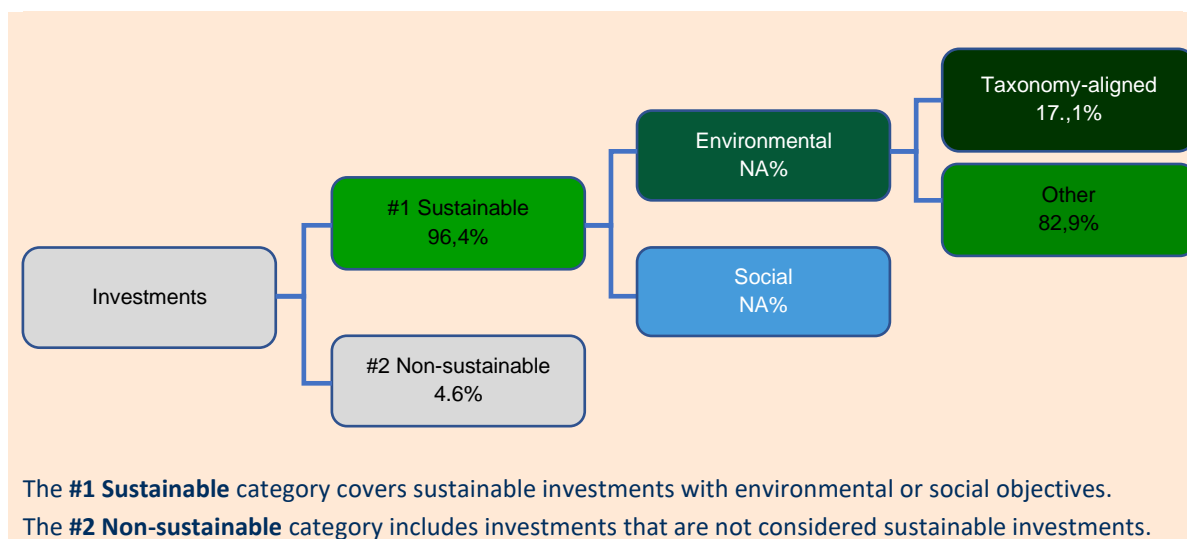 Taxonomy-aligned
17.,1%
Environmental
NA%
Other
82,9%
#1 Sustainable
96,4%
Social
NA%
Investments
#2 Non-sustainable
4.6%
The #1 Sustainable category covers sustainable investments with environmental or social objectives.
The #2 Non-sustainable category includes investments that are not considered sustainable investments.